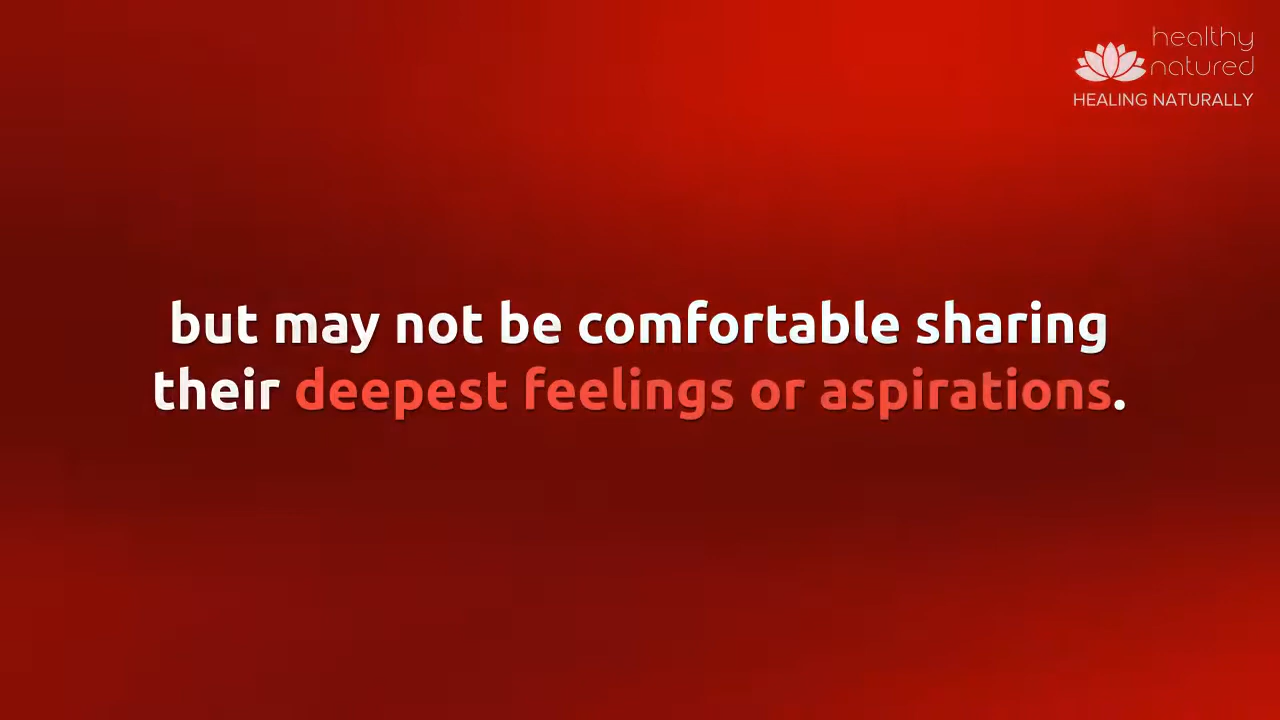 healthy
natured
HEALING NATURALLY
but may not be comfortable sharing
their deepest feelings or aspirations.